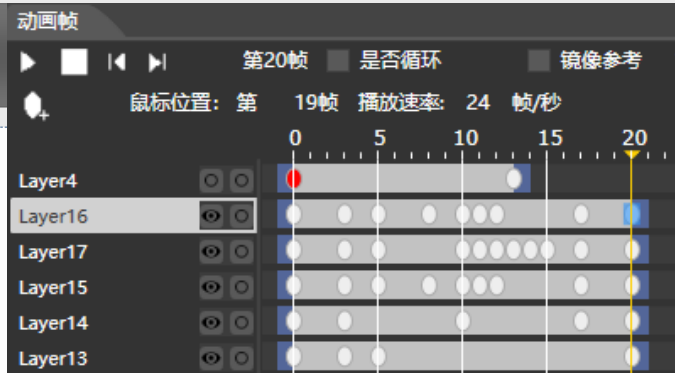 动画帧
第20帧 是否循环 镜像参考
鼠标位置: 第 19帧 播放速率: 24 帧/秒
0 5 10 15 20
Layer4
Layer16
Layer17
Layer15
Layer14
Layer13